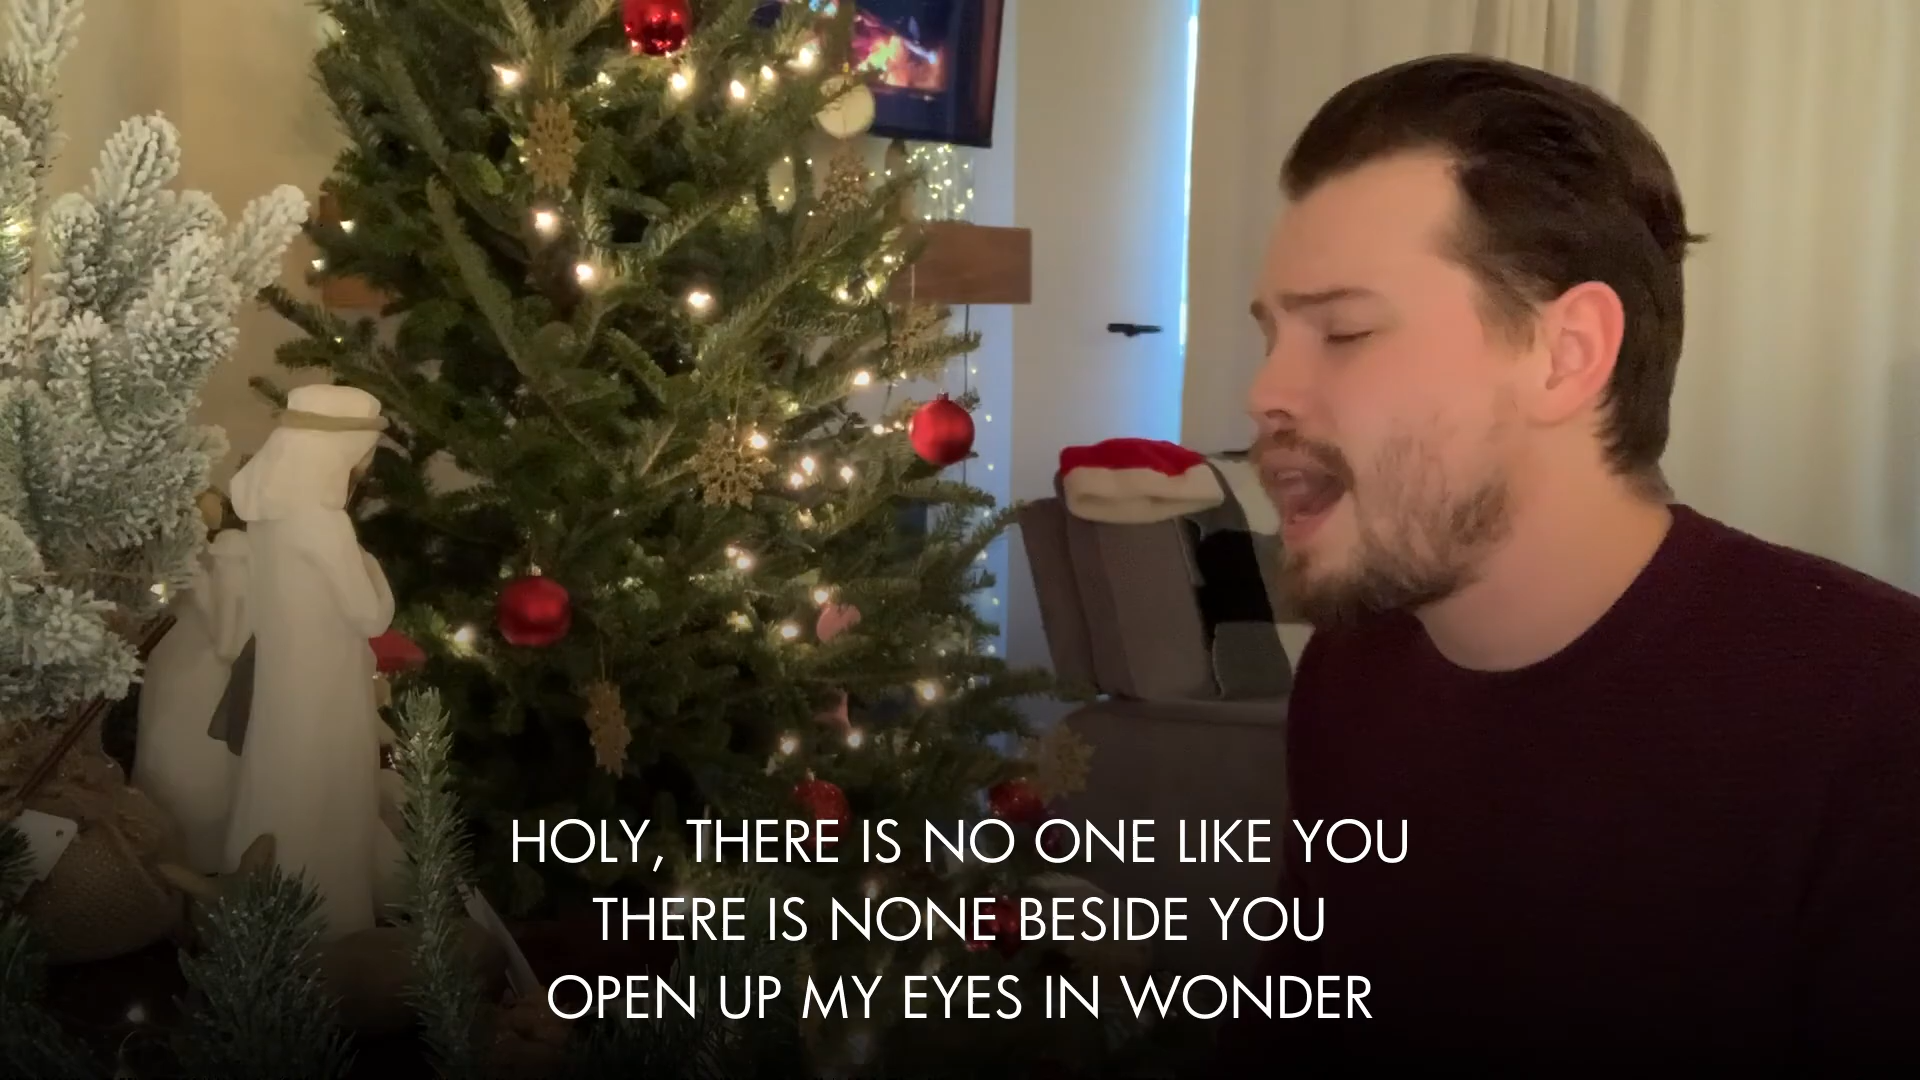 HOLY, THERE IS NO ONE LIKE YOU
THERE IS NONE BESIDE YOU
OPEN UP MY EYES IN WONDER